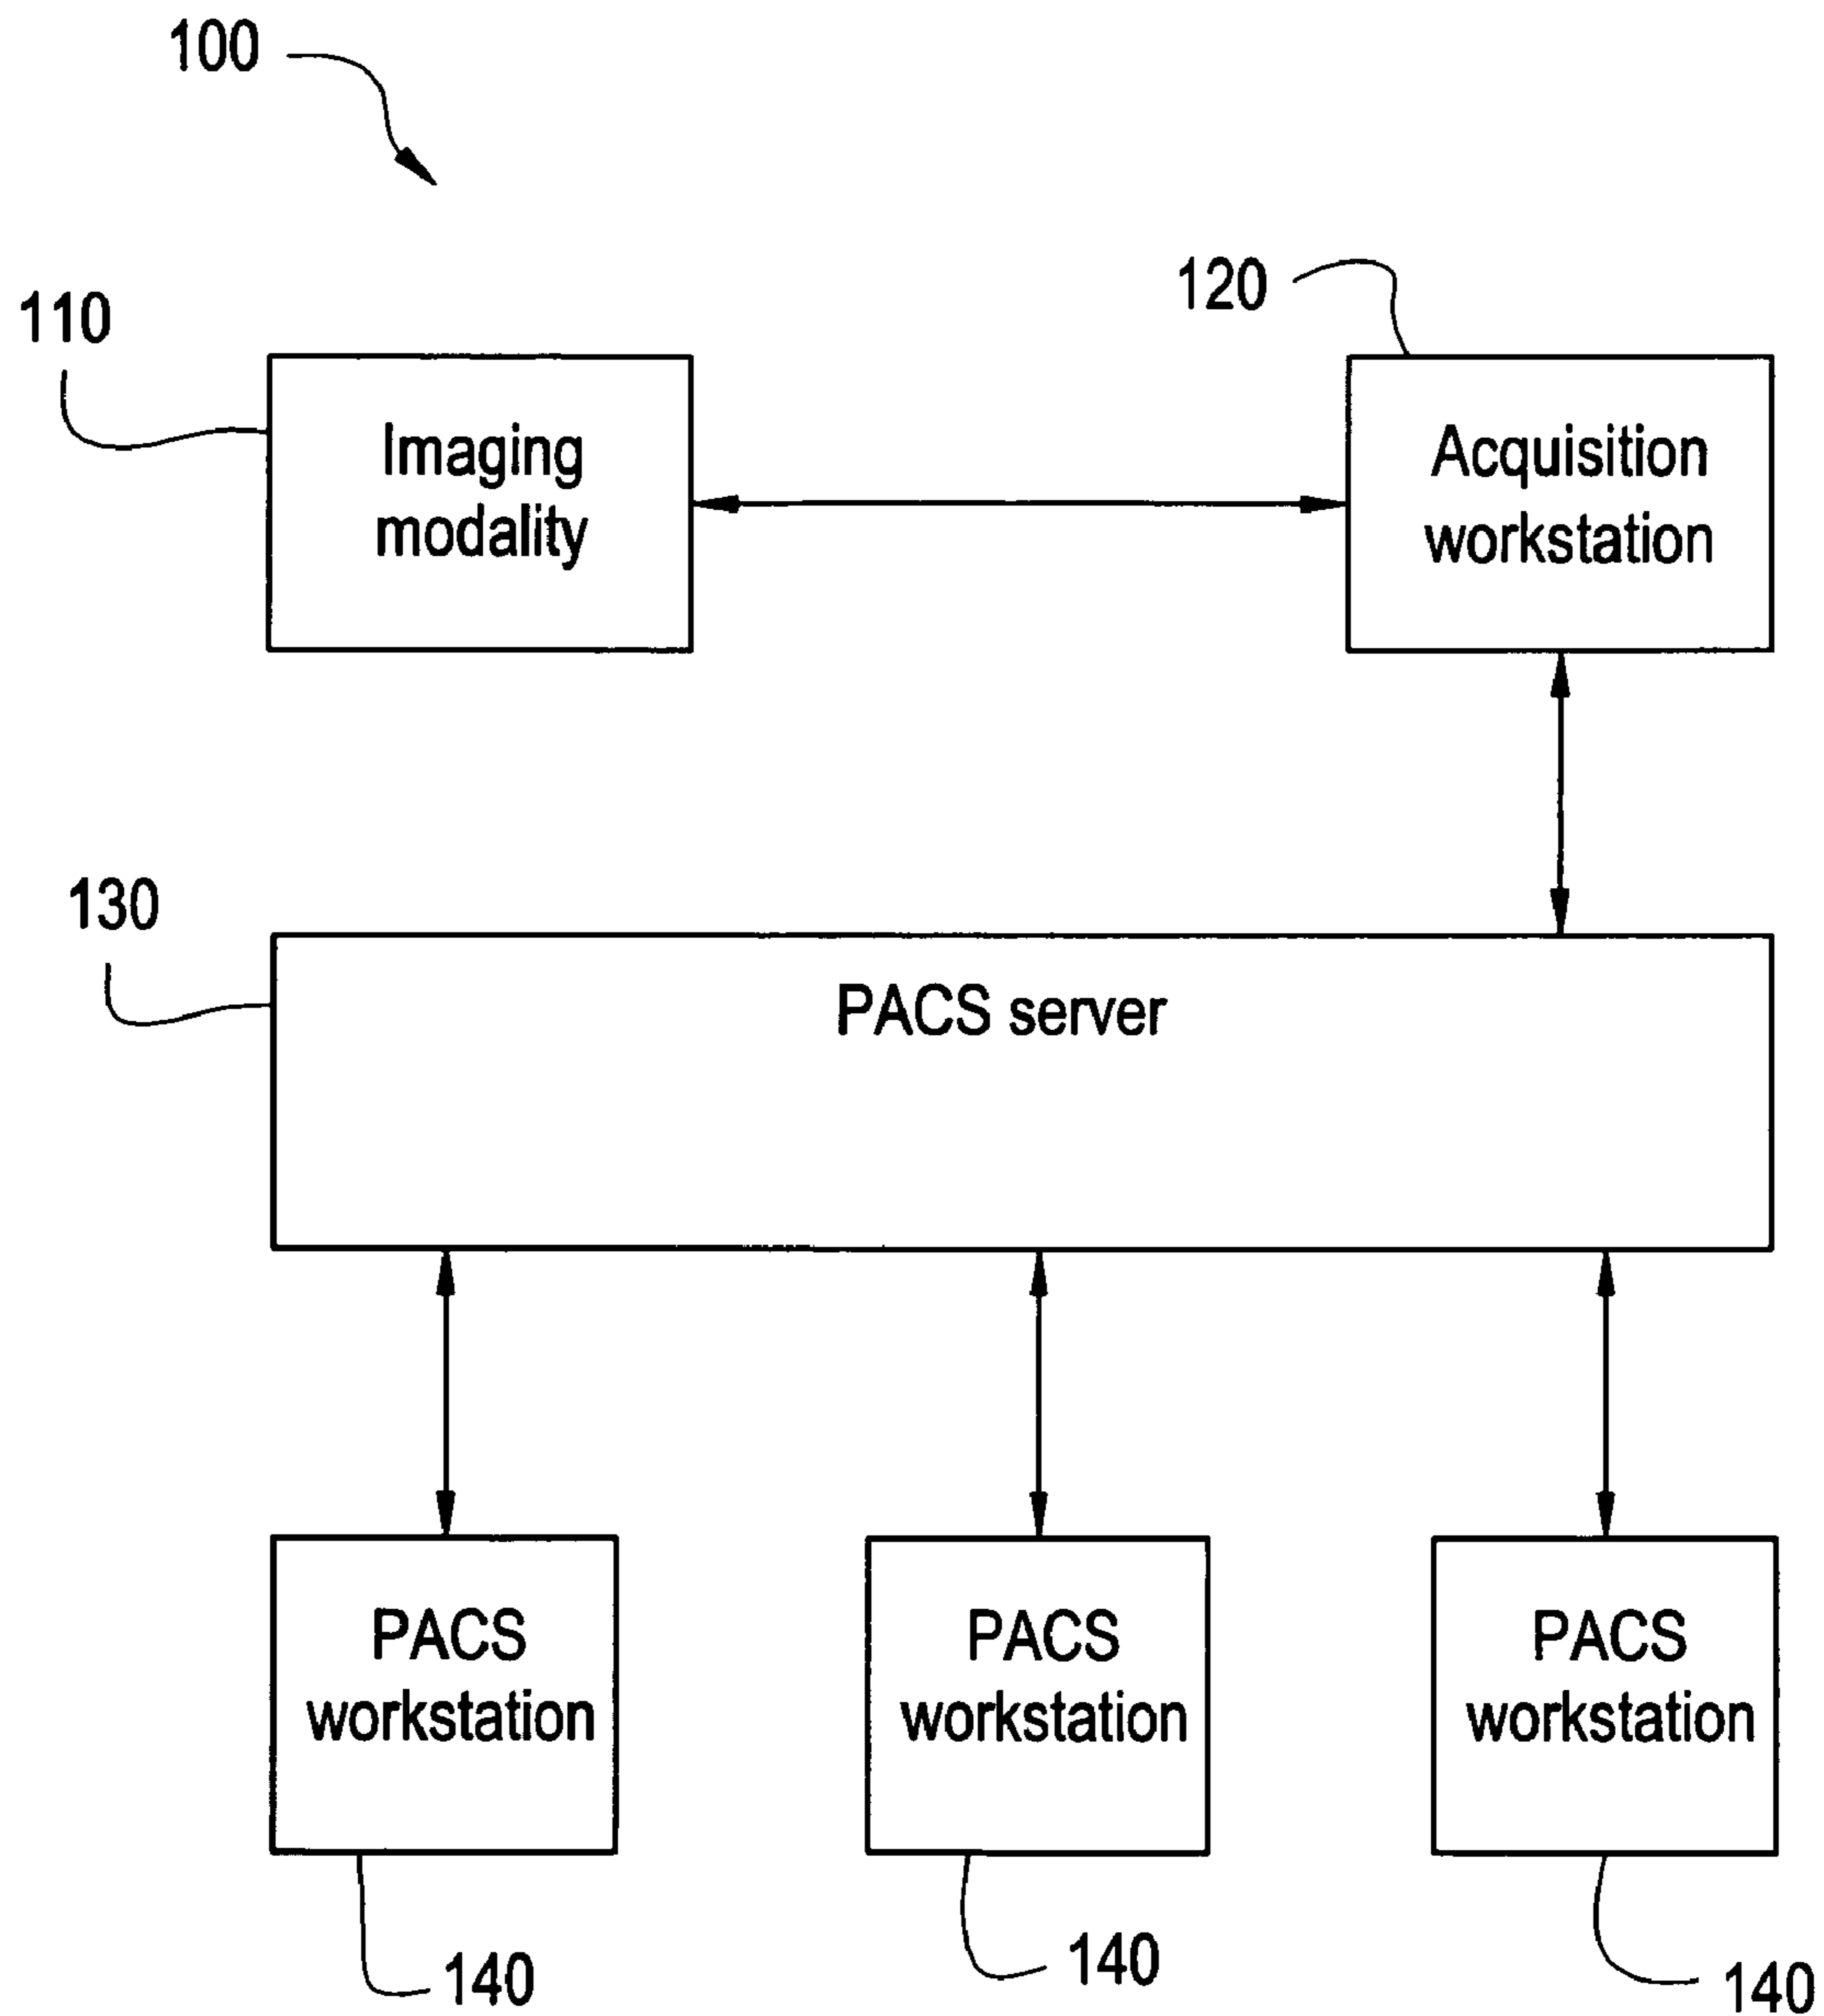 100
110
120
Imaging
modality
Acquisition
workstation
130
PACS server
PACS
workstation
PACS
workstation
PACS
workstation
140
140
140